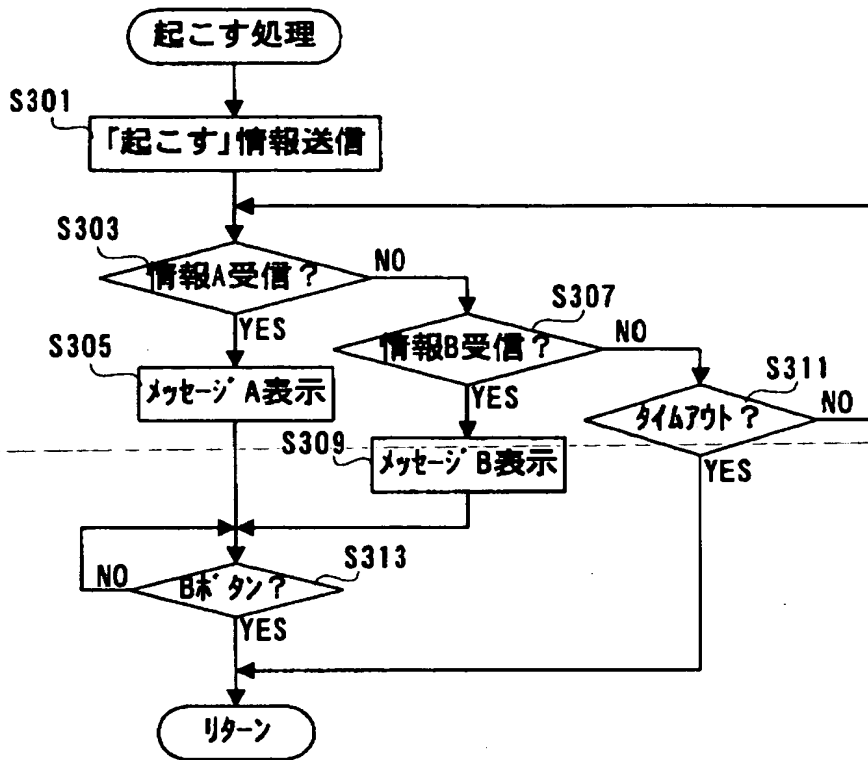 起こす処理
S301
「起こす」情報送信
S303
情報A受信？
NO
YES
S307
情報B受信？
NO
YES
S305
メッセージA表示
S311
タイムアウト？
NO
YES
S309
メッセージB表示
S313
Bボタン？
NO
YES
リターン